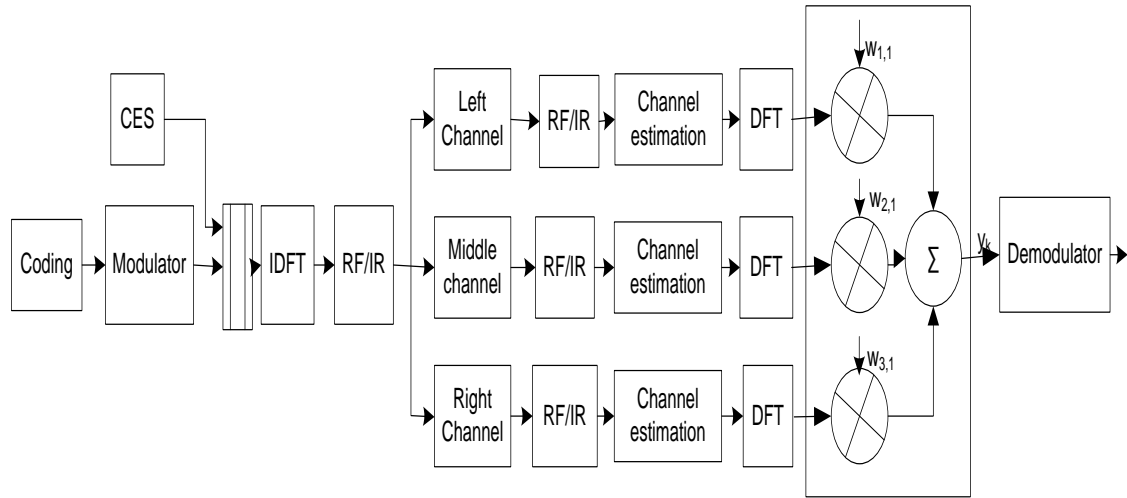 CES
Coding
Modulator
IDFT
RF/IR
Left
Channel
RF/IR
Channel
estimation
DFT
w1,1
Middle
channel
RF/IR
Channel
estimation
DFT
w2,1
Right
Channel
RF/IR
Channel
estimation
DFT
w3,1
Σ
yk
Demodulator